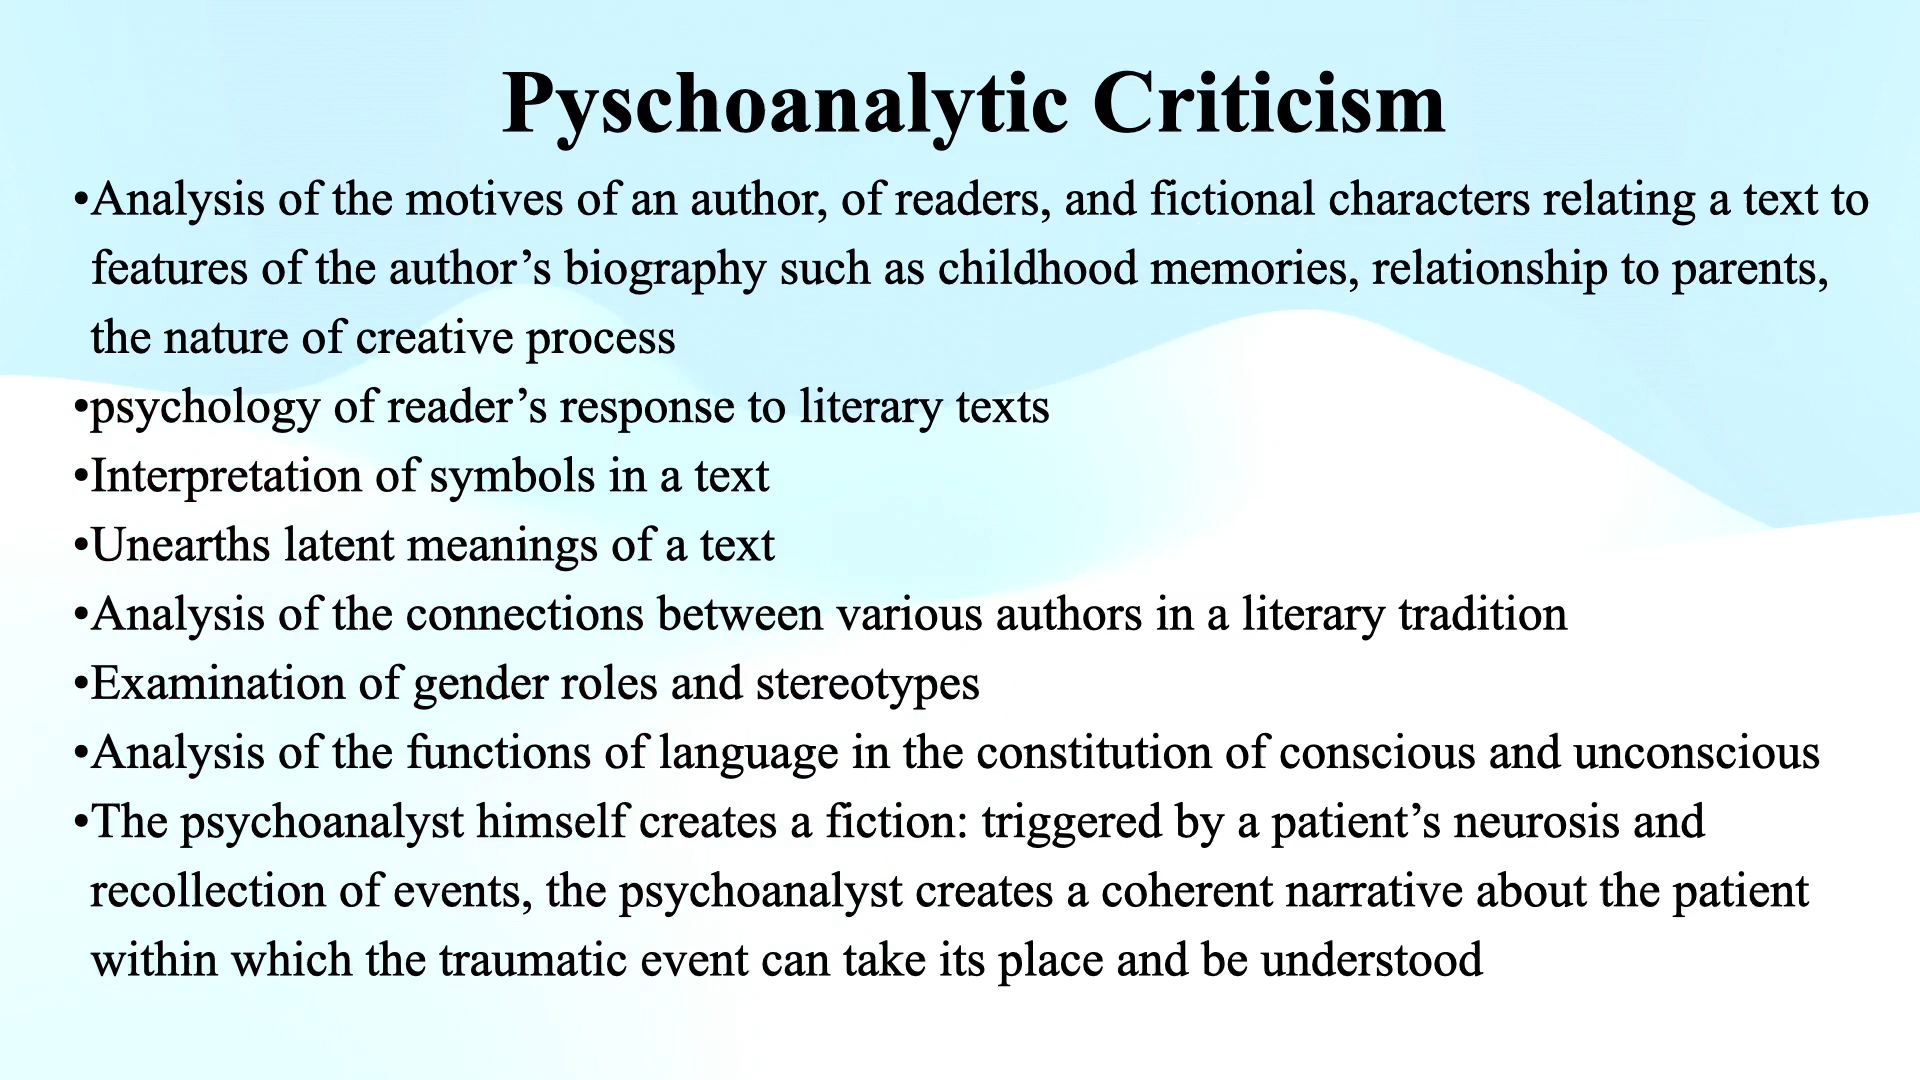 Pyschoanalytic Criticism
•Analysis of the motives of an author, of readers, and fictional characters relating a text to
features of the author’s biography such as childhood memories, relationship to parents,
the nature of creative process
•psychology of reader’s response to literary texts
•Interpretation of symbols in a text
•Unearths latent meanings of a text
•Analysis of the connections between various authors in a literary tradition
•Examination of gender roles and stereotypes
•Analysis of the functions of language in the constitution of conscious and unconscious
•The psychoanalyst himself creates a fiction: triggered by a patient’s neurosis and
recollection of events, the psychoanalyst creates a coherent narrative about the patient
within which the traumatic event can take its place and be understood